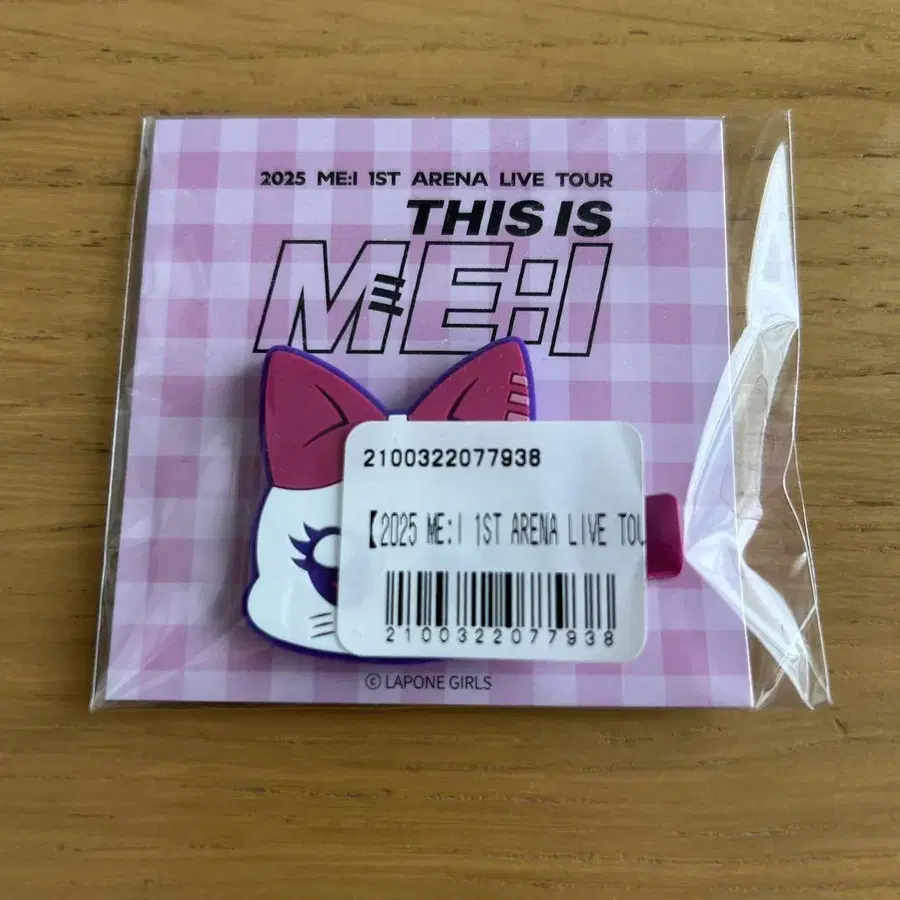 2025 ME:I 1ST ARENA LIVE TOUR
THIS IS
ME:I
2100322077938
【2025 ME:I 1ST ARENA LIVE TOU
2100322077938
© LAPONE GIRLS